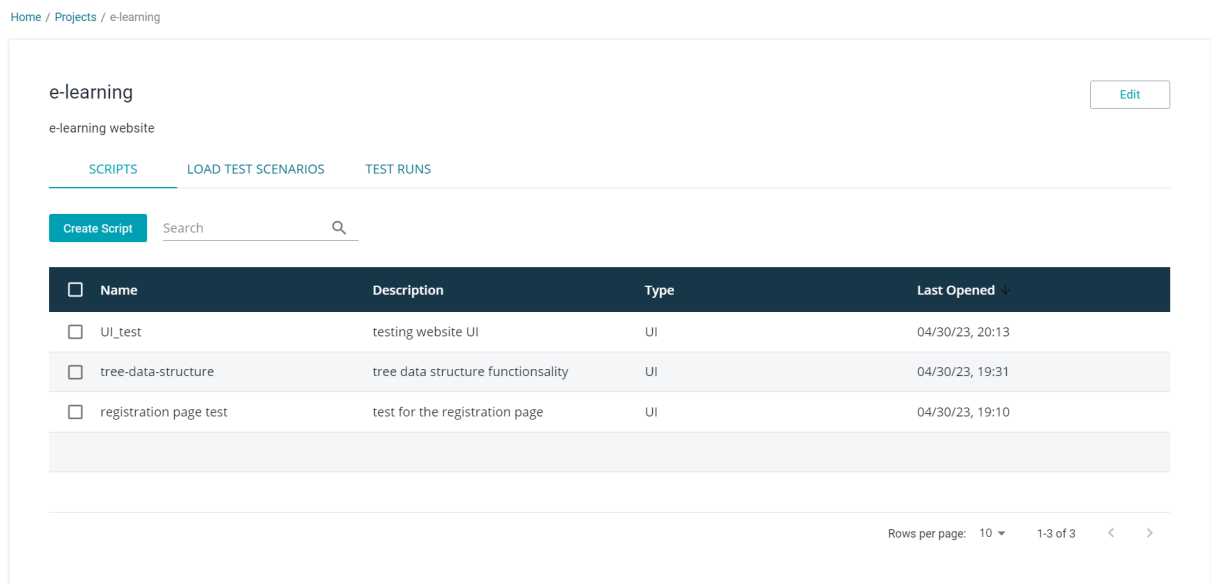 Home / Projects / e-learning
e-learning
Edit
e-learning website
SCRIPTS LOAD TEST SCENARIOS TEST RUNS
Create Script Search
Name Description Type Last Opened
UI_test testing website UI UI 04/30/23, 20:13
tree-data-structure tree data structure functionsality UI 04/30/23, 19:31
registration page test test for the registration page UI 04/30/23, 19:10
Rows per page: 10 1-3 of 3